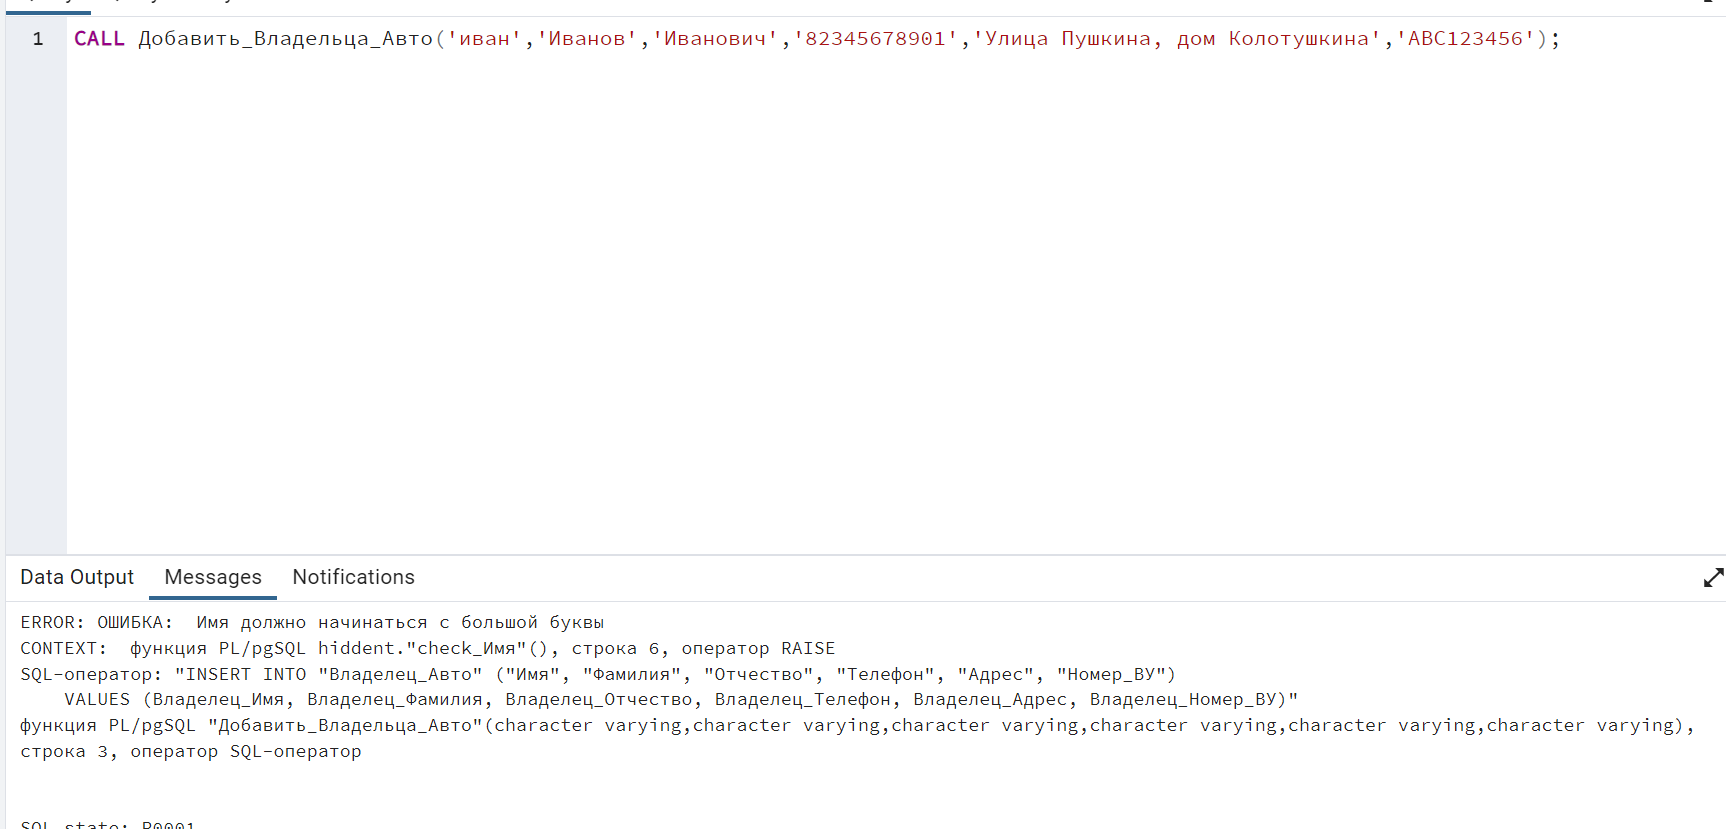 1 CALL Добавить_Владельца_Авто('иван','Иванов','Иванович','82345678901','Улица Пушкина, дом Колотушкина','ABC123456');
Data Output Messages Notifications
ERROR: ОШИБКА:  Имя должно начинаться с большой буквы
CONTEXT:  функция PL/pgSQL hiddent."check_Имя"(), строка 6, оператор RAISE
SQL-оператор: "INSERT INTO "Владелец_Авто" ("Имя", "Фамилия", "Отчество", "Телефон", "Адрес", "Номер_ВУ")
    VALUES (Владелец_Имя, Владелец_Фамилия, Владелец_Отчество, Владелец_Телефон, Владелец_Адрес, Владелец_Номер_ВУ)"
функция PL/pgSQL "Добавить_Владельца_Авто"(character varying,character varying,character varying,character varying,character varying,character varying),
строка 3, оператор SQL-оператор
SQL state: P0001